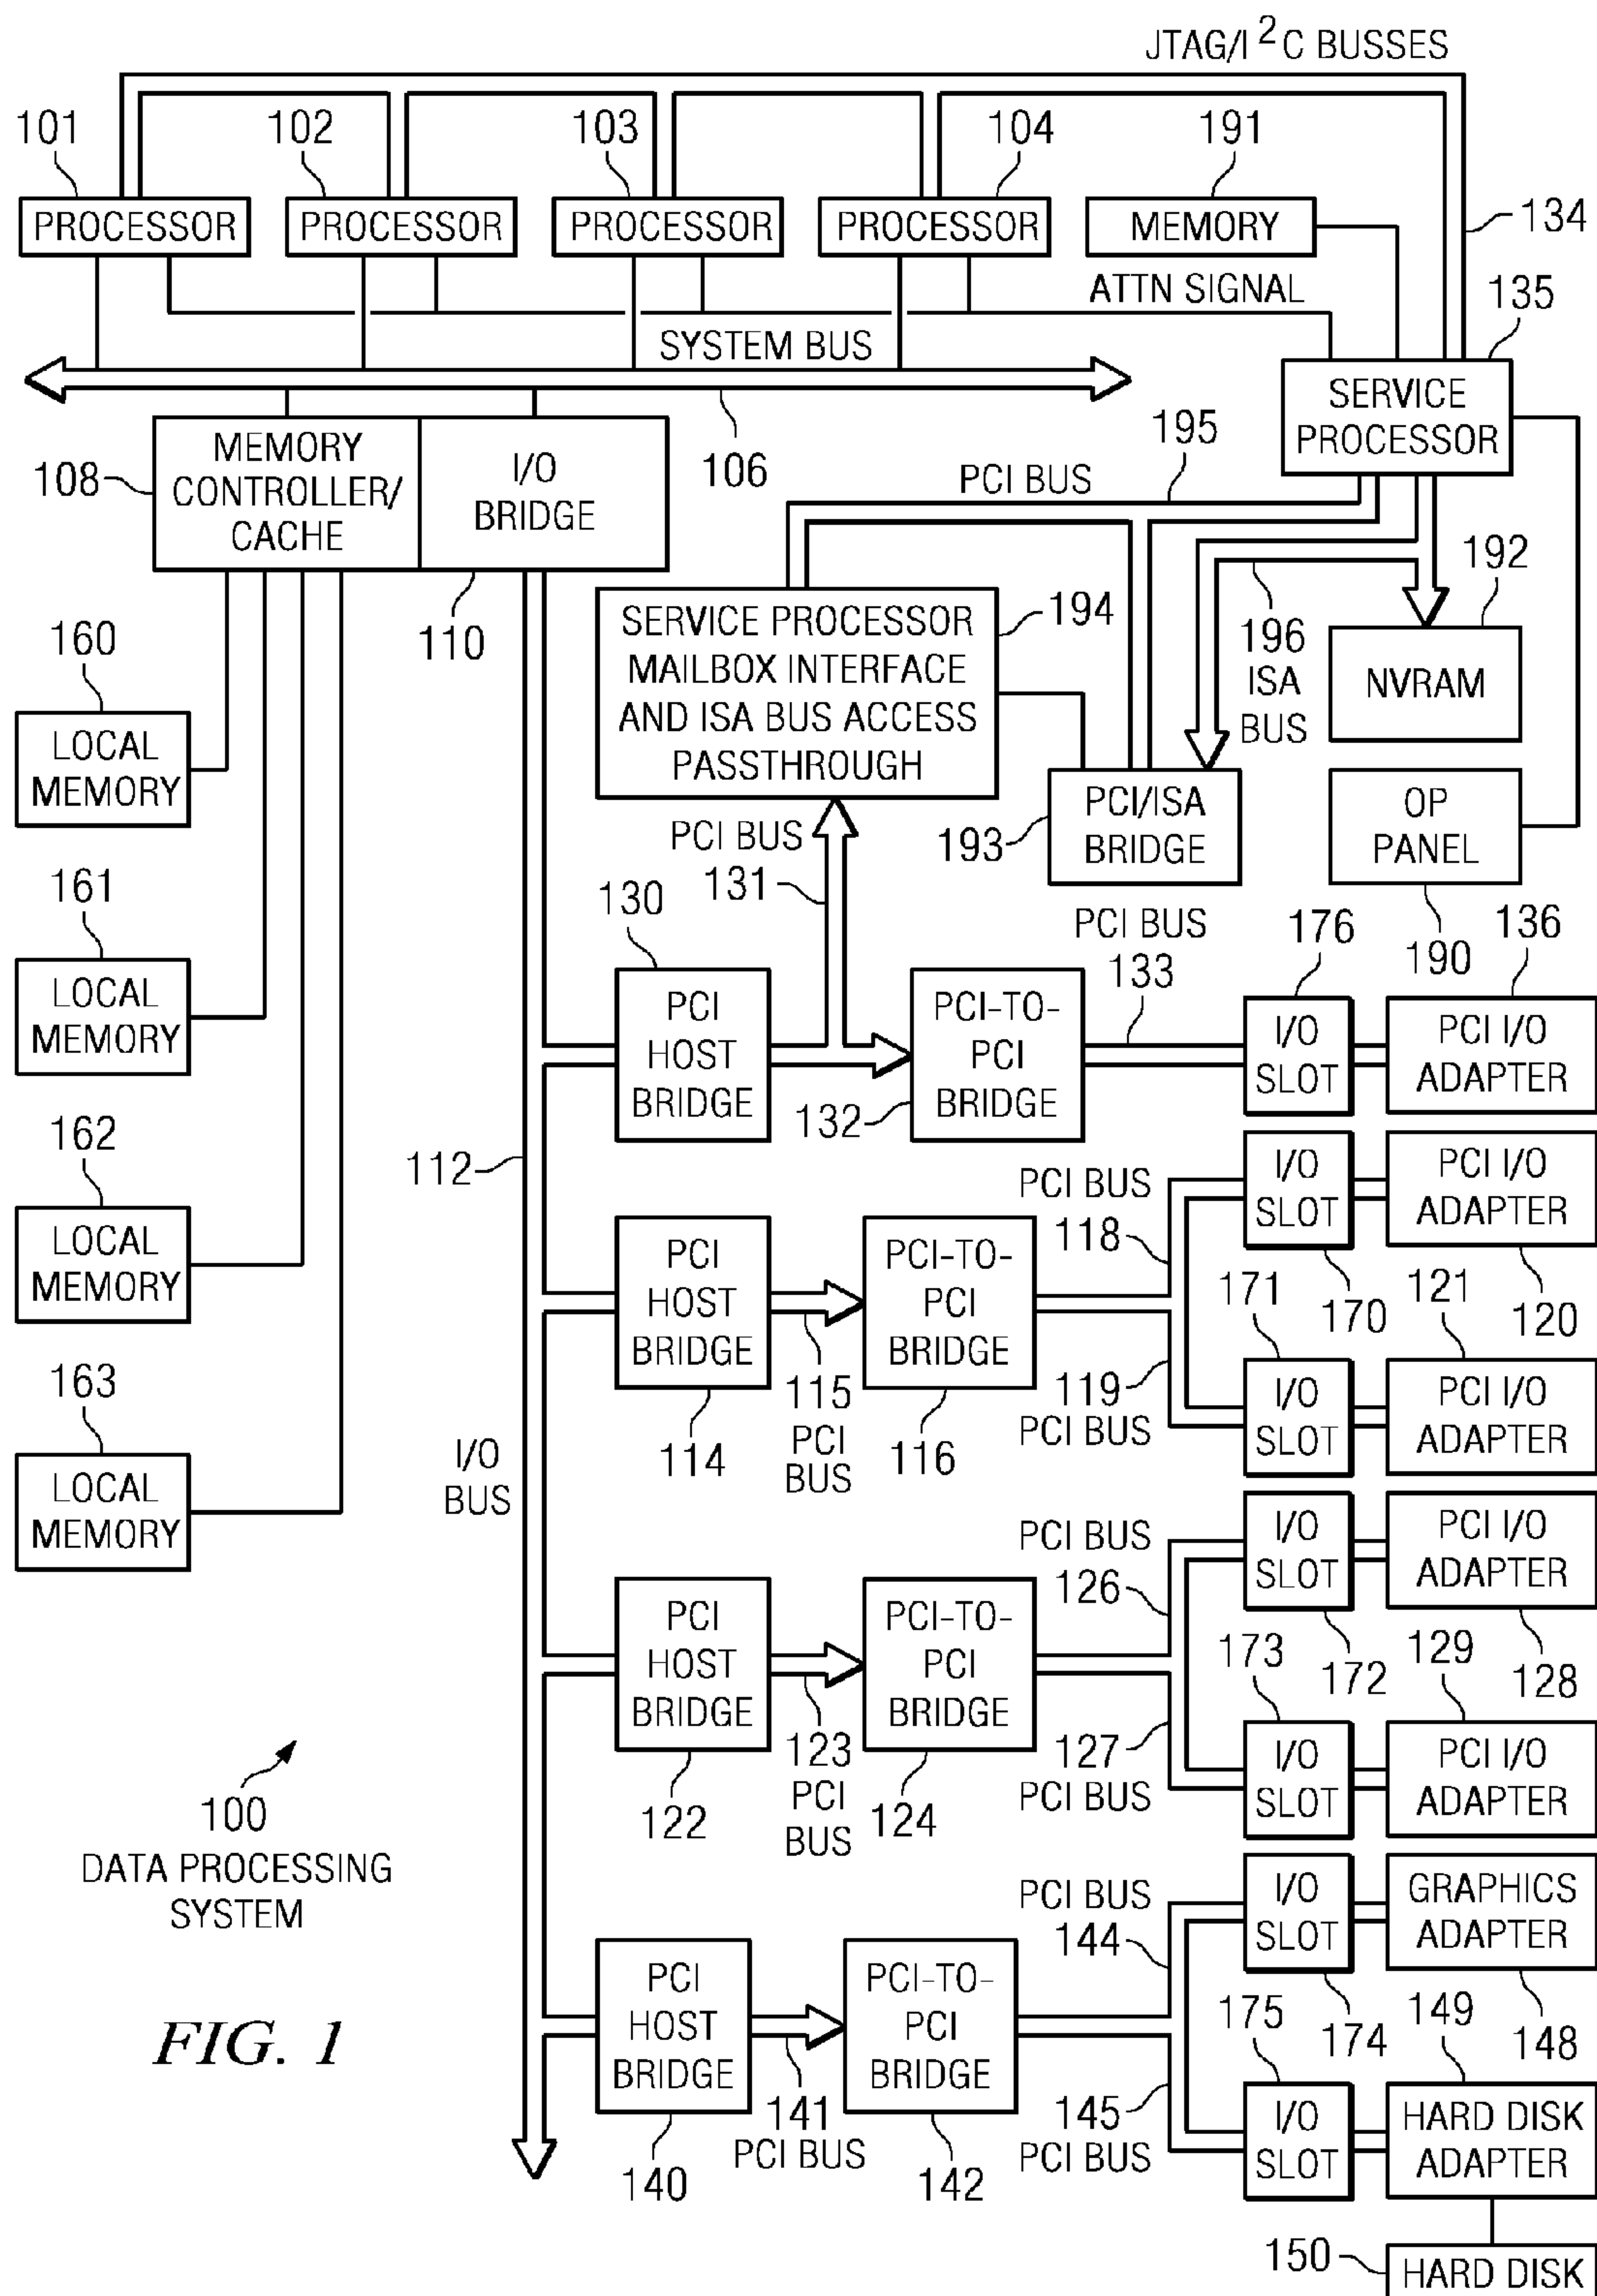 JTAG/I 2 C BUSSES
101
102
103
104
191
PROCESSOR
PROCESSOR
PROCESSOR
PROCESSOR
MEMORY
134
ATTN SIGNAL
135
SYSTEM BUS
SERVICE
PROCESSOR
106
108
MEMORY
CONTROLLER/
CACHE
I/O
BRIDGE
110
195
PCI BUS
192
194
SERVICE PROCESSOR
MAILBOX INTERFACE
AND ISA BUS ACCESS
PASSTHROUGH
196
ISA
BUS
NVRAM
160
LOCAL
MEMORY
PCI BUS
131
193
PCI/ISA
BRIDGE
OP
PANEL
190
161
LOCAL
MEMORY
130
PCI
HOST
BRIDGE
132
PCI-TO-
PCI
BRIDGE
PCI BUS
133
176
I/O
SLOT
136
PCI I/O
ADAPTER
162
LOCAL
MEMORY
112
I/O
BUS
PCI
HOST
BRIDGE
114
115
PCI
BUS
PCI-TO-
PCI
BRIDGE
116
PCI BUS
118
119
PCI BUS
I/O
SLOT
170
PCI I/O
ADAPTER
120
171
I/O
SLOT
121
PCI I/O
ADAPTER
163
LOCAL
MEMORY
PCI
HOST
BRIDGE
122
123
PCI
BUS
PCI-TO-
PCI
BRIDGE
124
PCI BUS
126
127
PCI BUS
I/O
SLOT
172
PCI I/O
ADAPTER
128
173
I/O
SLOT
129
PCI I/O
ADAPTER
100
DATA PROCESSING
SYSTEM
FIG. 1
PCI
HOST
BRIDGE
140
141
PCI BUS
PCI-TO-
PCI
BRIDGE
142
PCI BUS
144
145
PCI BUS
I/O
SLOT
174
GRAPHICS
ADAPTER
148
175
I/O
SLOT
149
HARD DISK
ADAPTER
150
HARD DISK